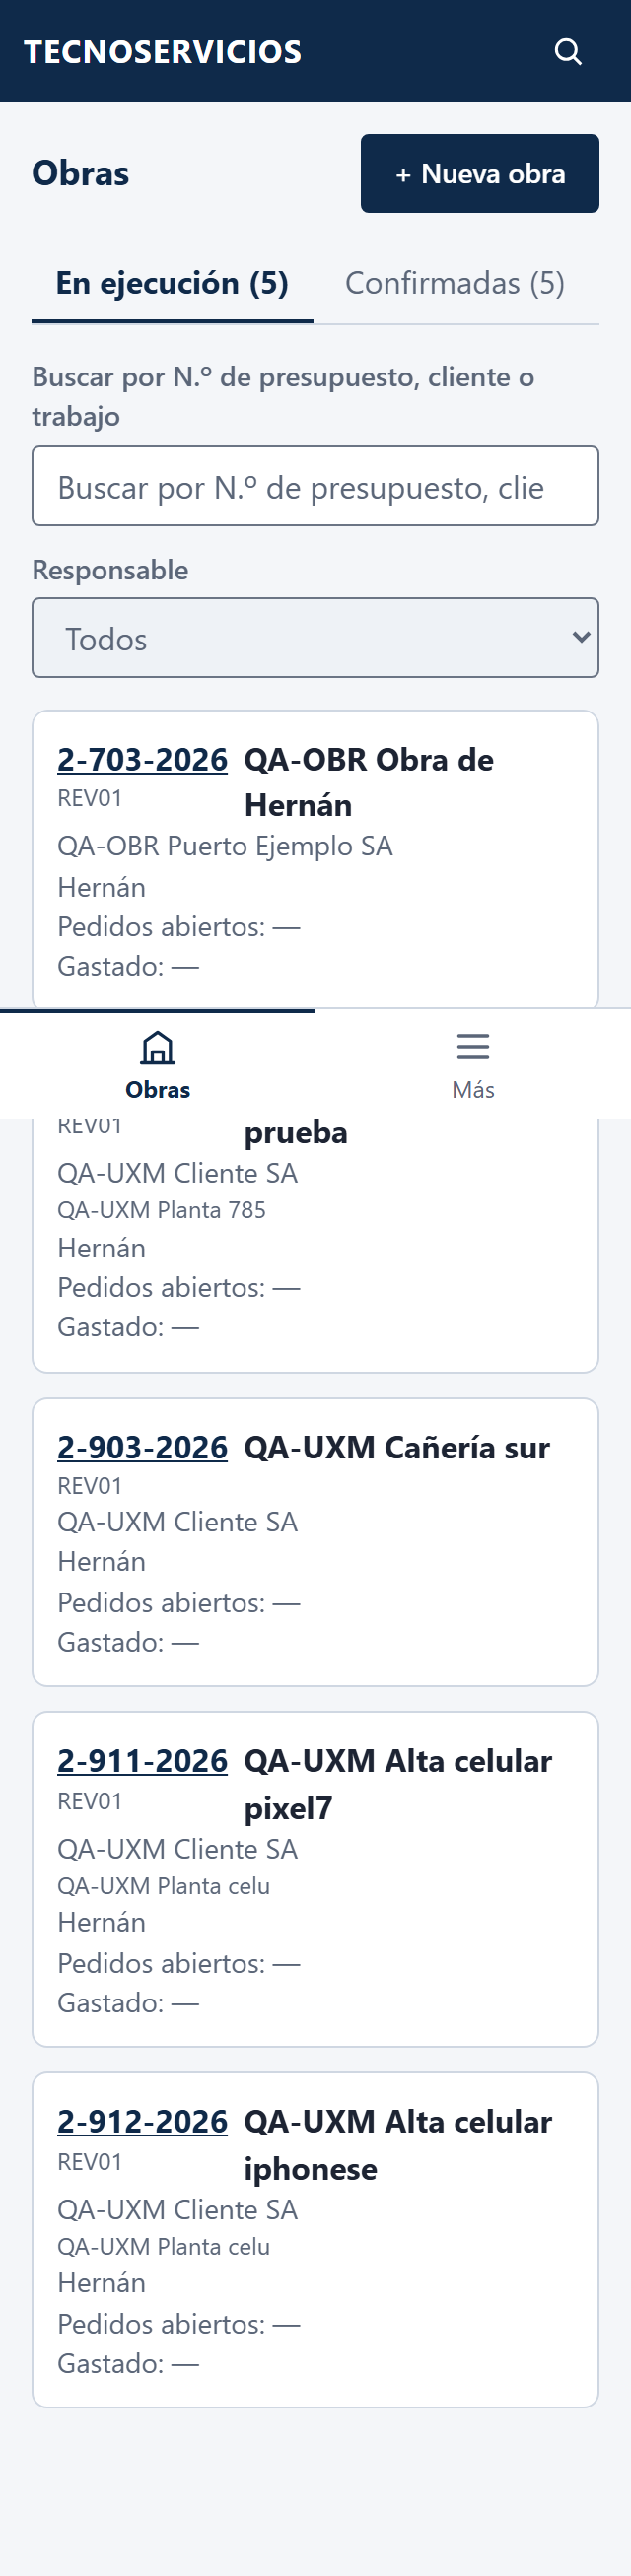 TECNOSERVICIOS
Obras
+ Nueva obra
En ejecución (5)
Confirmadas (5)
Buscar por N.º de presupuesto, cliente o
trabajo
Buscar por N.º de presupuesto, clie
Responsable
Todos
2-703-2026 QA-OBR Obra de
Hernán
REV01
QA-OBR Puerto Ejemplo SA
Hernán
Pedidos abiertos: —
Gastado: —
Obras
Más
REV01
prueba
QA-UXM Cliente SA
QA-UXM Planta 785
Hernán
Pedidos abiertos: —
Gastado: —
2-903-2026 QA-UXM Cañería sur
REV01
QA-UXM Cliente SA
Hernán
Pedidos abiertos: —
Gastado: —
2-911-2026 QA-UXM Alta celular
pixel7
REV01
QA-UXM Cliente SA
QA-UXM Planta celu
Hernán
Pedidos abiertos: —
Gastado: —
2-912-2026 QA-UXM Alta celular
iphonese
REV01
QA-UXM Cliente SA
QA-UXM Planta celu
Hernán
Pedidos abiertos: —
Gastado: —